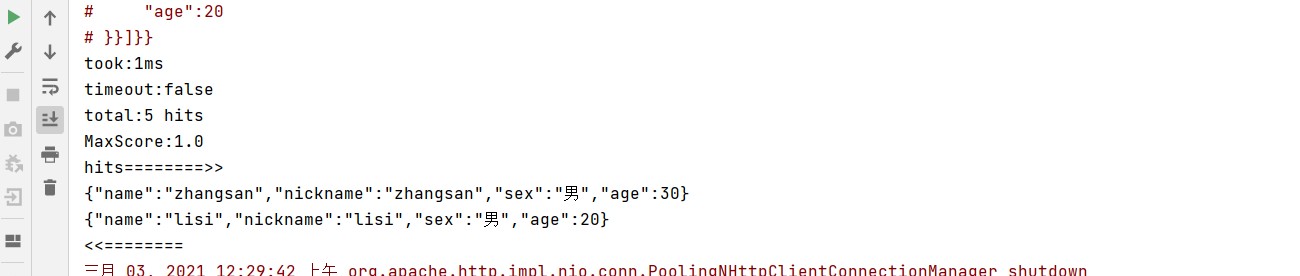 #     "age":20
# }}]}}
took:1ms
timeout:false
total:5 hits
MaxScore:1.0
hits========>>
{"name":"zhangsan","nickname":"zhangsan","sex":"男","age":30}
{"name":"lisi","nickname":"lisi","sex":"男","age":20}
<<========
三月 03, 2021 12:29:42 上午 org.apache.http.impl.nio.conn.PoolingNHttpClientConnectionManager shutdown